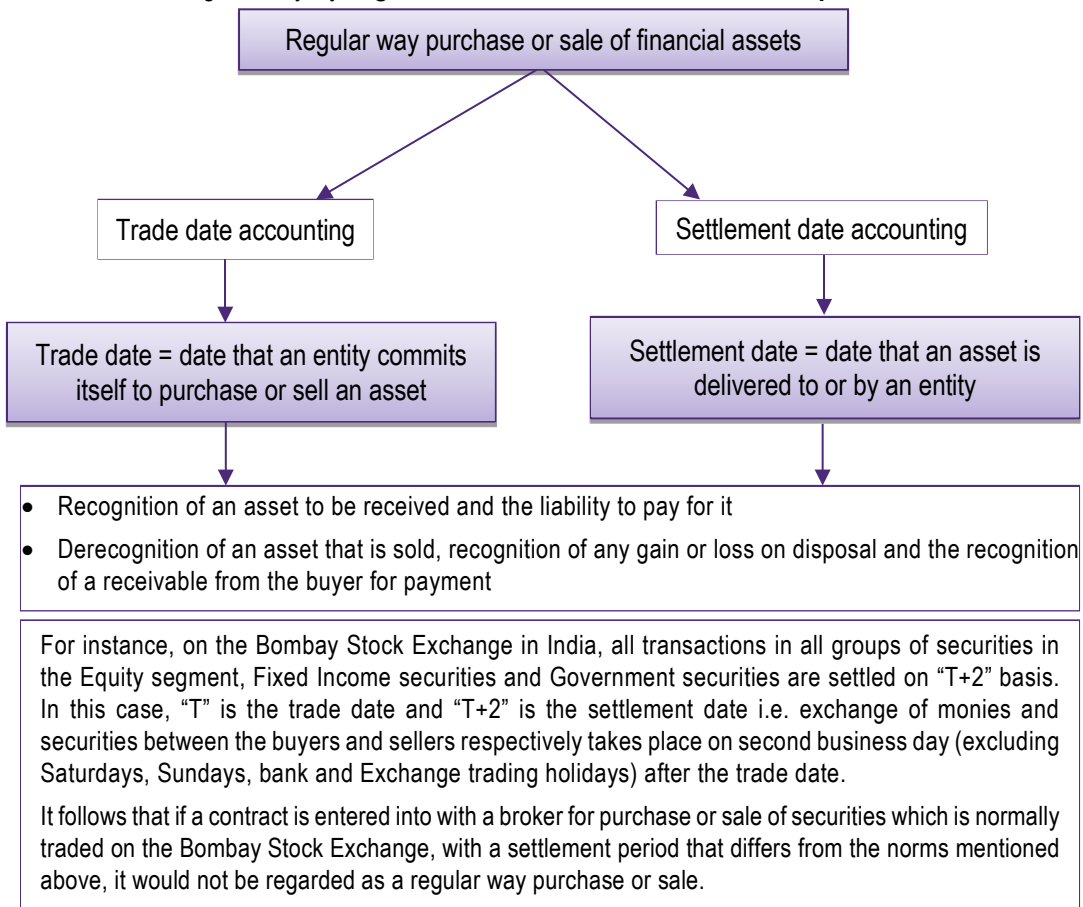 Regular way purchase or sale of financial assets
Trade date accounting
Settlement date accounting
Trade date = date that an entity commits
itself to purchase or sell an asset
Settlement date = date that an asset is
delivered to or by an entity
• Recognition of an asset to be received and the liability to pay for it
• Derecognition of an asset that is sold, recognition of any gain or loss on disposal and the recognition
of a receivable from the buyer for payment
For instance, on the Bombay Stock Exchange in India, all transactions in all groups of securities in
the Equity segment, Fixed Income securities and Government securities are settled on “T+2” basis.
In this case, “T” is the trade date and “T+2” is the settlement date i.e. exchange of monies and
securities between the buyers and sellers respectively takes place on second business day (excluding
Saturdays, Sundays, bank and Exchange trading holidays) after the trade date.
It follows that if a contract is entered into with a broker for purchase or sale of securities which is normally
traded on the Bombay Stock Exchange, with a settlement period that differs from the norms mentioned
above, it would not be regarded as a regular way purchase or sale.